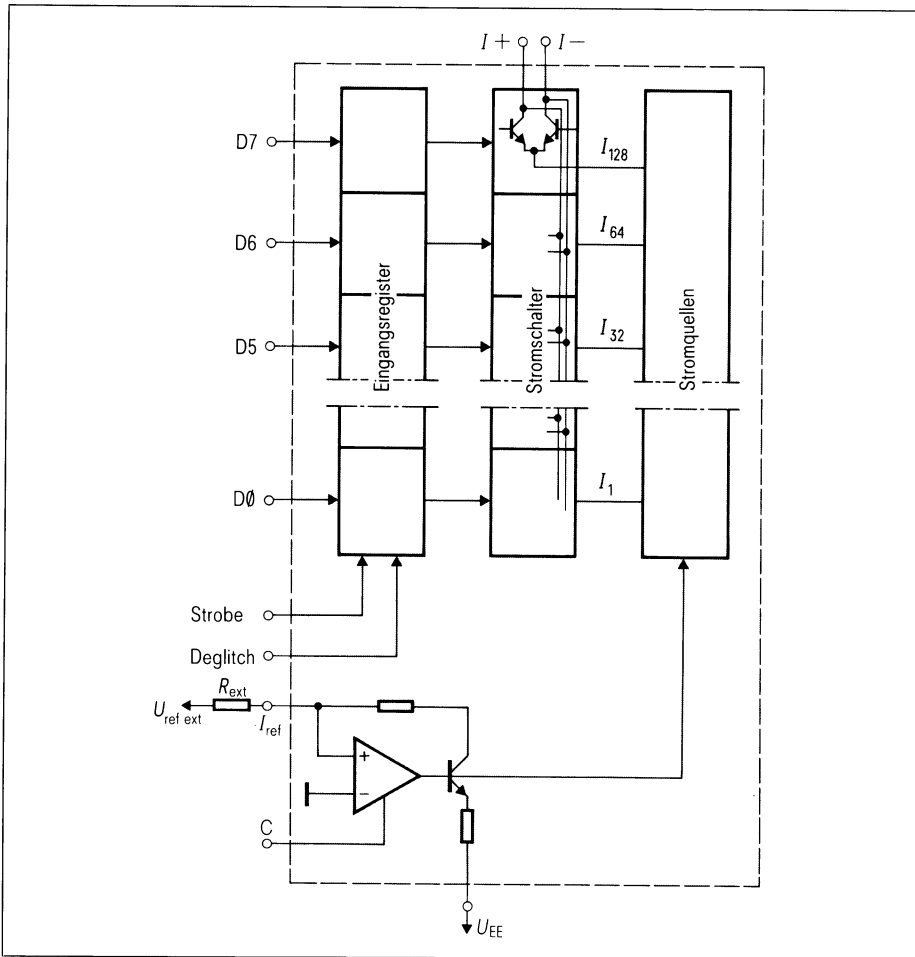 I+ I−
D7
I128
D6
I64
Eingangsregister
Stromschalter
Stromquellen
D5
I32
DØ
I1
Strobe
Deglitch
Rext
Uref ext
Iref
+
−
C
UEE